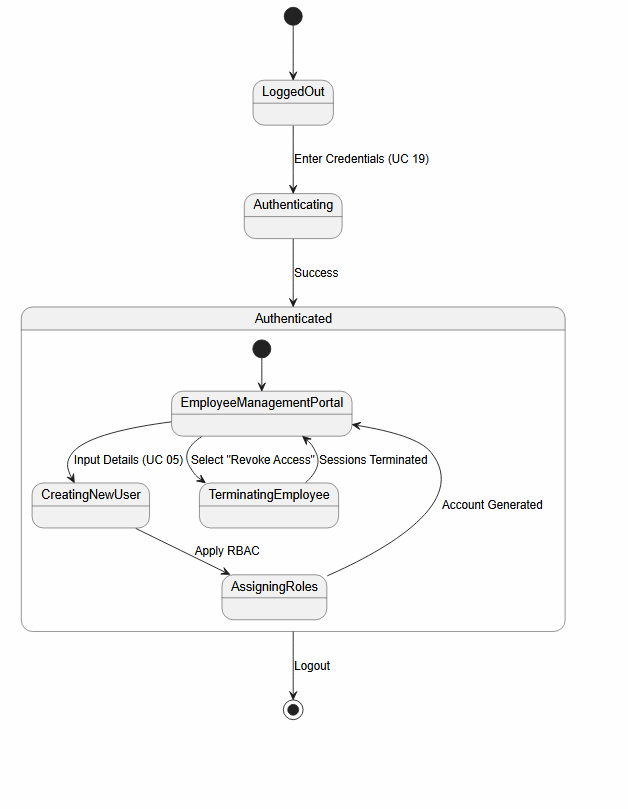 LoggedOut
Enter Credentials (UC 19)
Authenticating
Success
Authenticated
EmployeeManagementPortal
Input Details (UC 05)
Select "Revoke Access"
Sessions Terminated
CreatingNewUser
TerminatingEmployee
Account Generated
Apply RBAC
AssigningRoles
Logout